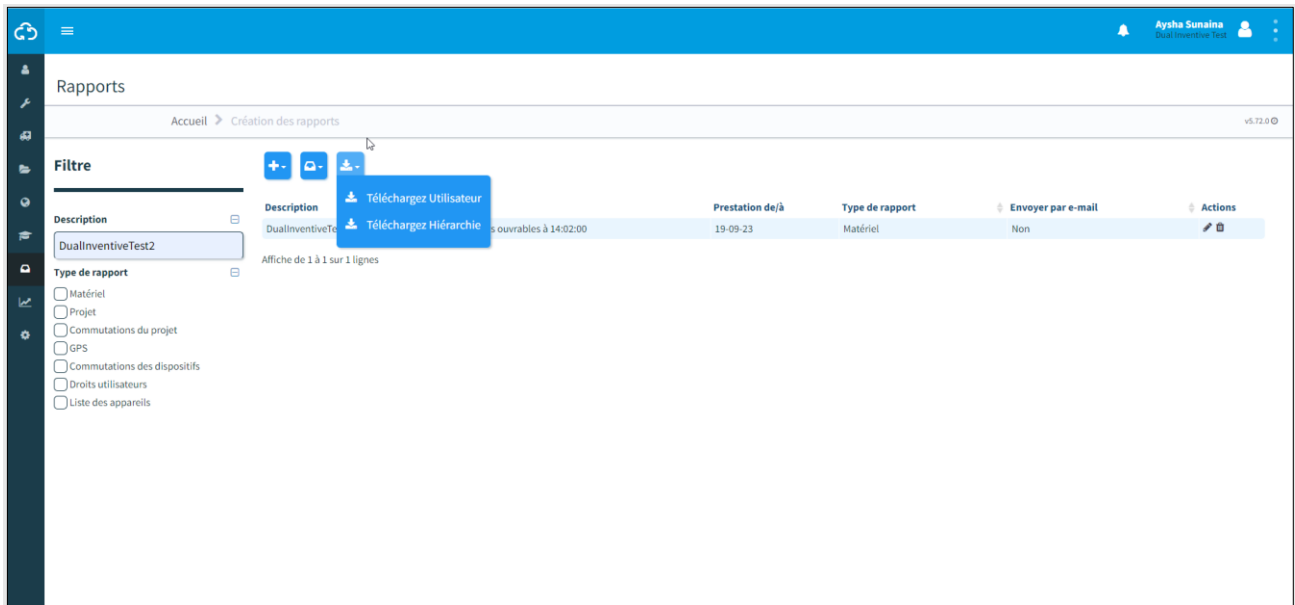 Aysha Sunaina
Dual Inventive Test
Rapports
Accueil Création des rapports
v5.72.0
Filtre
Description
DualInventiveTest2
Type de rapport
Matériel
Projet
Commutations du projet
GPS
Commutations des dispositifs
Droits utilisateurs
Liste des appareils
Téléchargez Utilisateur
Téléchargez Hiérarchie
Description Prestation de/à Type de rapport Envoyer par e-mail Actions
DualInventiveTe s ouvrables à 14:02:00 19-09-23 Matériel Non
Affiche de 1 à 1 sur 1 lignes